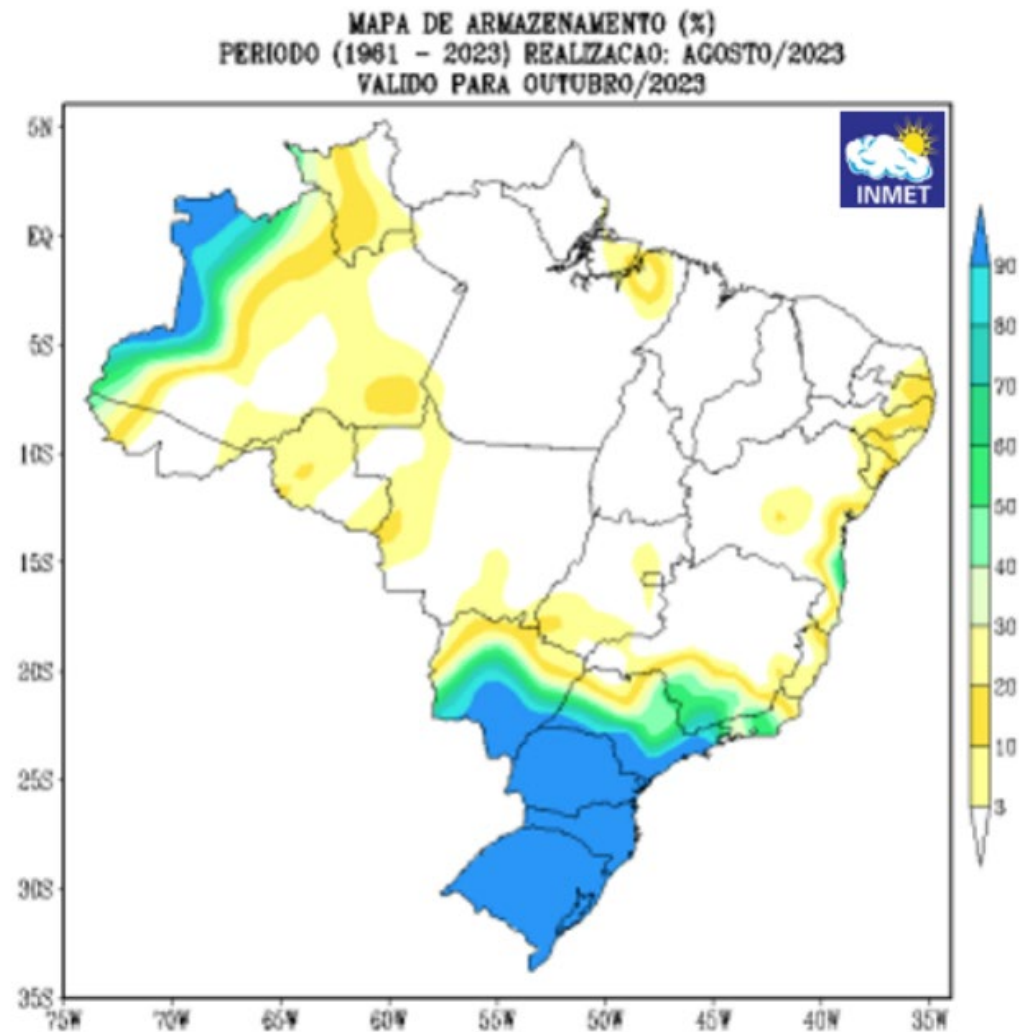 MAPA DE ARMAZENAMENTO (%)
PERIODO (1961 - 2023) REALIZACAO: AGOSTO/2023
VALIDO PARA OUTUBRO/2023
INMET
5N
EQ
5S
10S
15S
20S
25S
30S
35S
75W
70W
65W
60W
55W
50W
45W
40W
35W
90
80
70
60
50
40
30
20
10
3